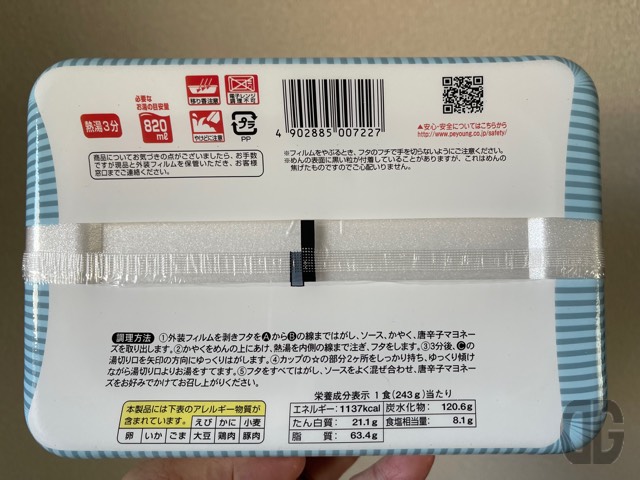 熱湯3分
必要な
お湯の目安量
820
ml
移り香注意
やけどに注意
電子レンジ
調理不可
プラ
PP
4 902885 007227
▲安心・安全についてはこちらから
http://www.peyoung.co.jp/safety/
商品についてお気づきの点がございましたら、お手数
ですが現品と外装フィルムを保管いただき、お客様
窓口までご連絡ください。
※フィルムをやぶるとき、フタのフチで手を切らないようにご注意ください。
※めんの表面に黒い粒が付着していることがありますが、これはめんの
焦げたものですのでご心配いりません。
調理方法 ①外装フィルムを剥きフタをAからBの線まではがし、ソース、かやく、唐辛子マヨネー
ズを取り出します。②かやくをめんの上にあけ、熱湯を内側の線まで注ぎ、フタをします。③3分後、Cの
湯切り口を矢印の方向にゆっくりはがします。④カップの☆の部分2ヶ所をしっかり持ち、ゆっくり傾け
ながら湯切り口よりお湯をすてます。⑤フタをすべてはがし、ソースをよく混ぜ合わせ、唐辛子マヨネー
ズをお好みでかけてお召し上がりください。
本製品には下表のアレルギー物質が
含まれています。 えび かに 小麦
卵 いか ごま 大豆 鶏肉 豚肉
栄養成分表示 1食(243g)当たり
エネルギー: 1137kcal 炭水化物: 120.6g
たん白質: 21.1g 食塩相当量: 8.1g
脂質: 63.4g